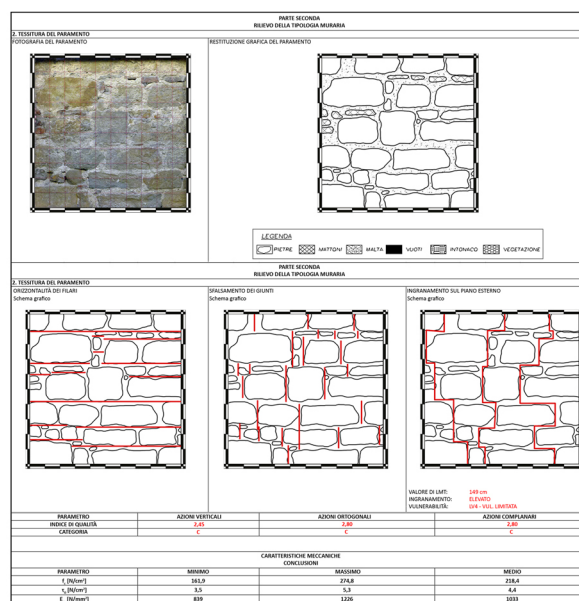 PARTE SECONDA
RILIEVO DELLA TIPOLOGIA MURARIA
2. TESSITURA DEL PARAMENTO
FOTOGRAFIA DEL PARAMENTO
RESTITUZIONE GRAFICA DEL PARAMENTO
LEGENDA
PIETRE MATTONI MALTA VUOTI INTONACO VEGETAZIONE
PARTE SECONDA
RILIEVO DELLA TIPOLOGIA MURARIA
2. TESSITURA DEL PARAMENTO
ORIZZONTALITÀ DEI FILARI SFALSAMENTO DEI GIUNTI INGRANAMENTO SUL PIANO ESTERNO
Schema grafico Schema grafico Schema grafico
VALORE DI LMT: 149 cm
INGRANAMENTO: ELEVATO
VULNERABILITÀ: LV4 - VUL. LIMITATA
PARAMETRO AZIONI VERTICALI AZIONI ORTOGONALI AZIONI COMPLANARI
INDICE DI QUALITÀ 2,45 2,80 2,80
CATEGORIA C C C
CARATTERISTICHE MECCANICHE
CONCLUSIONI
PARAMETRO MINIMO MASSIMO MEDIO
[N/cm²] 161,9 274,8 218,4
[N/cm²] 3,5 5,3 4,4
E [N/mm²] 839 1226 1033